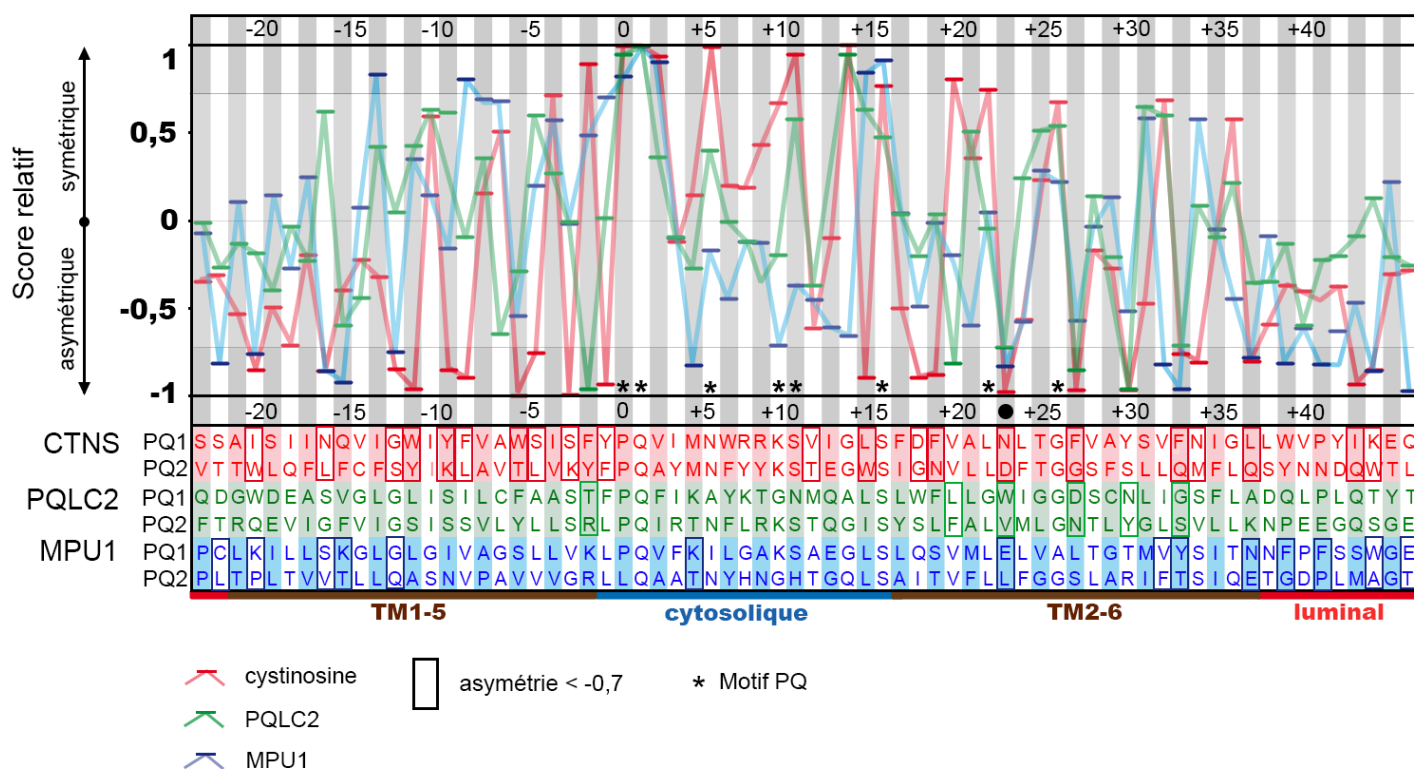 -20 -15 -10 -5 0 +5 +10 +15 +20 +25 +30 +35 +40
Score relatif
symétrique
asymétrique
1
0,5
0
-0,5
-1
* * * * * * * *
-20 -15 -10 -5 0 +5 +10 +15 +20 ● +25 +30 +35 +40
CTNS PQ1 SSAISIINQVIGWIYFVAWSISFYPQVIMNWRRKSVIGLSFDFVALNLTGFVAYSVFNIGLLWVPYIKEQ
PQ2 VTTWLQFLFCFSYIKLAVTLVKYFPQAYMNFYYKSTEGWSIGNVLLDFTGGSFSLLQMFLQSYNNDQWTL
PQLC2 PQ1 QDGWDEASVGLGLISILCFAASTFPQFIKAYKTGNMQALSLWFLLGWIGGDSCNLIGSFLADQLPLQTYT
PQ2 FTRQEVIGFVIGSISSVLYLLSRLPQIRTNFLRKSTQGISYSLFALVMLGNTLYGLSVLLKNPEEGQSGE
MPU1 PQ1 PCLKILLSKGLGLGIVAGSLLVKLPQVFKILGAKSAEGLSLQSVMLELVALTGTMVYSITNNFPFSSWGE
PQ2 PLTPLTVVTLLQASNVPAVVVGRLLQAATNYHNGHTGQLSAITVFLLFGGSLARIFTSIQETGDPLMAGT
TM1-5 cytosolique TM2-6 luminal
cystinosine asymétrie < -0,7 * Motif PQ
PQLC2
MPU1